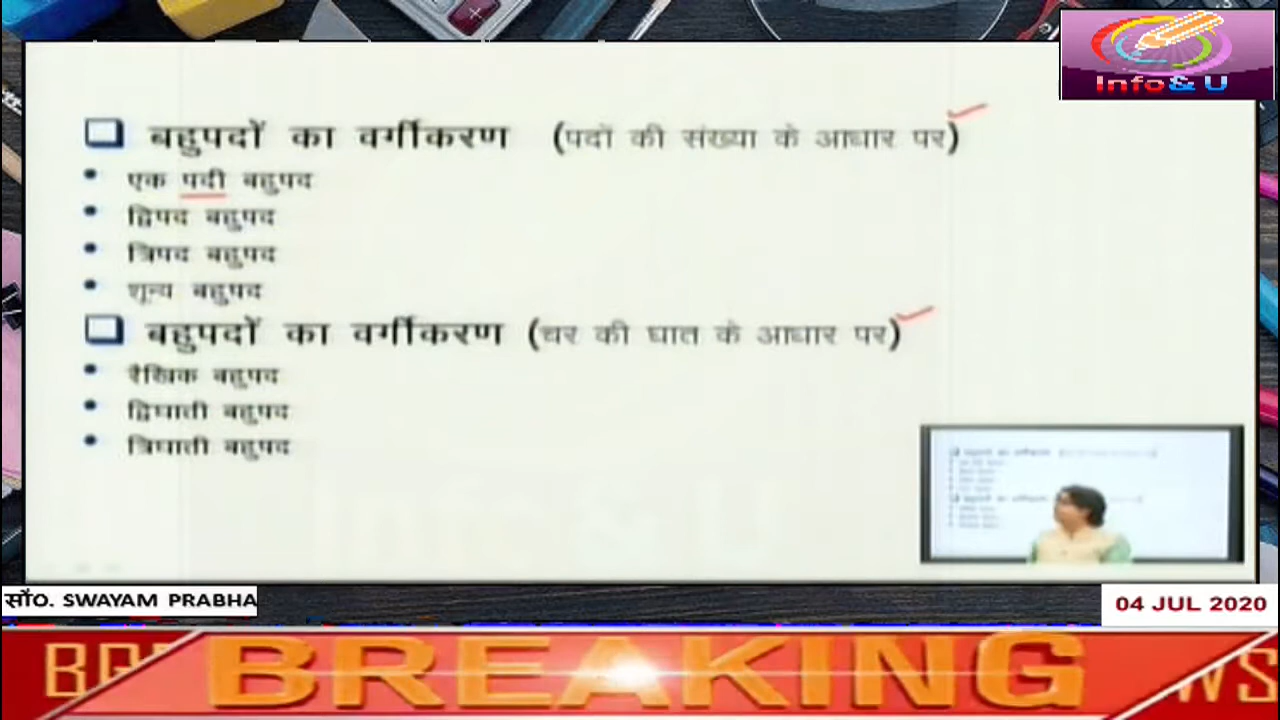 Info & U
बहुपदों का वर्गीकरण (पदों की संख्या के आधार पर)
एक पदी बहुपद
द्विपद बहुपद
त्रिपद बहुपद
शून्य बहुपद
बहुपदों का वर्गीकरण (चर की घात के आधार पर)
रैखिक बहुपद
द्विघाती बहुपद
त्रिघाती बहुपद
सौO. SWAYAM PRABHA
04 JUL 2020
BREAKING
WS